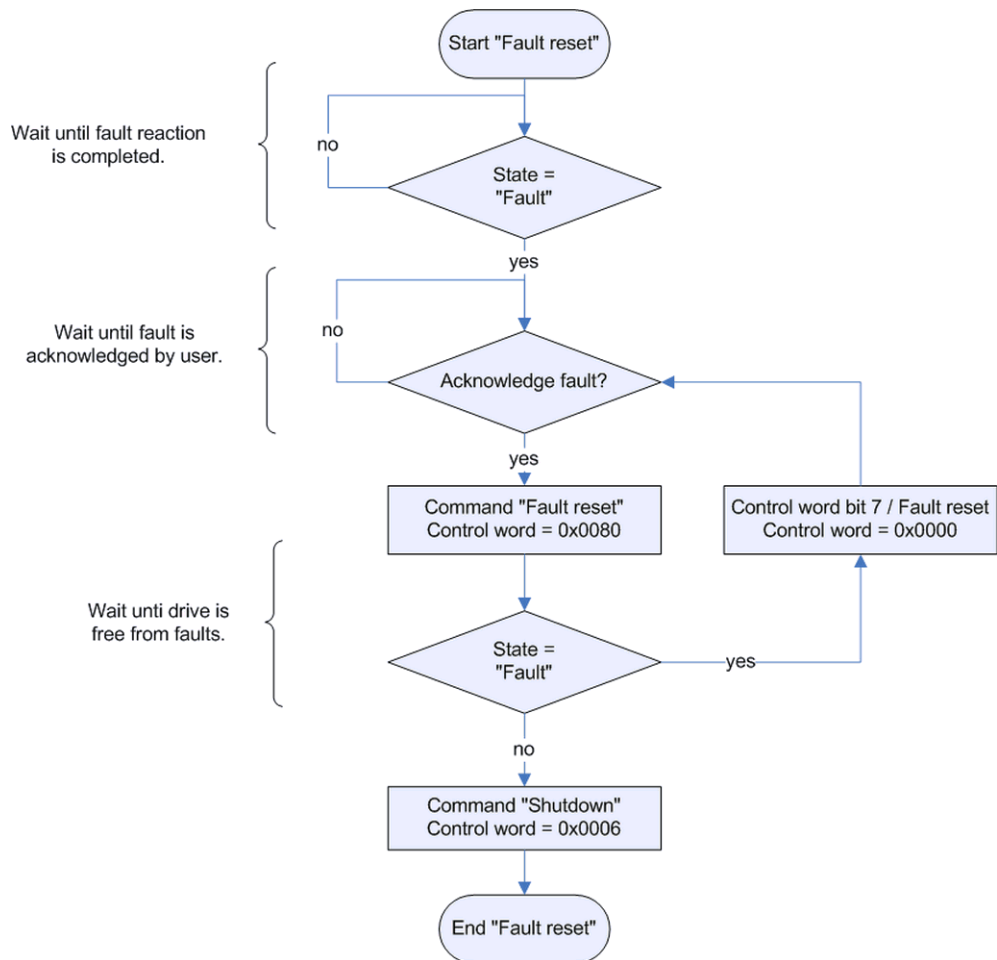 Start "Fault reset"
Wait until fault reaction
is completed.
no
State =
"Fault"
yes
Wait until fault is
acknowledged by user.
no
Acknowledge fault?
yes
Command "Fault reset"
Control word = 0x0080
Control word bit 7 / Fault reset
Control word = 0x0000
Wait unti drive is
free from faults.
State =
"Fault"
yes
no
Command "Shutdown"
Control word = 0x0006
End "Fault reset"